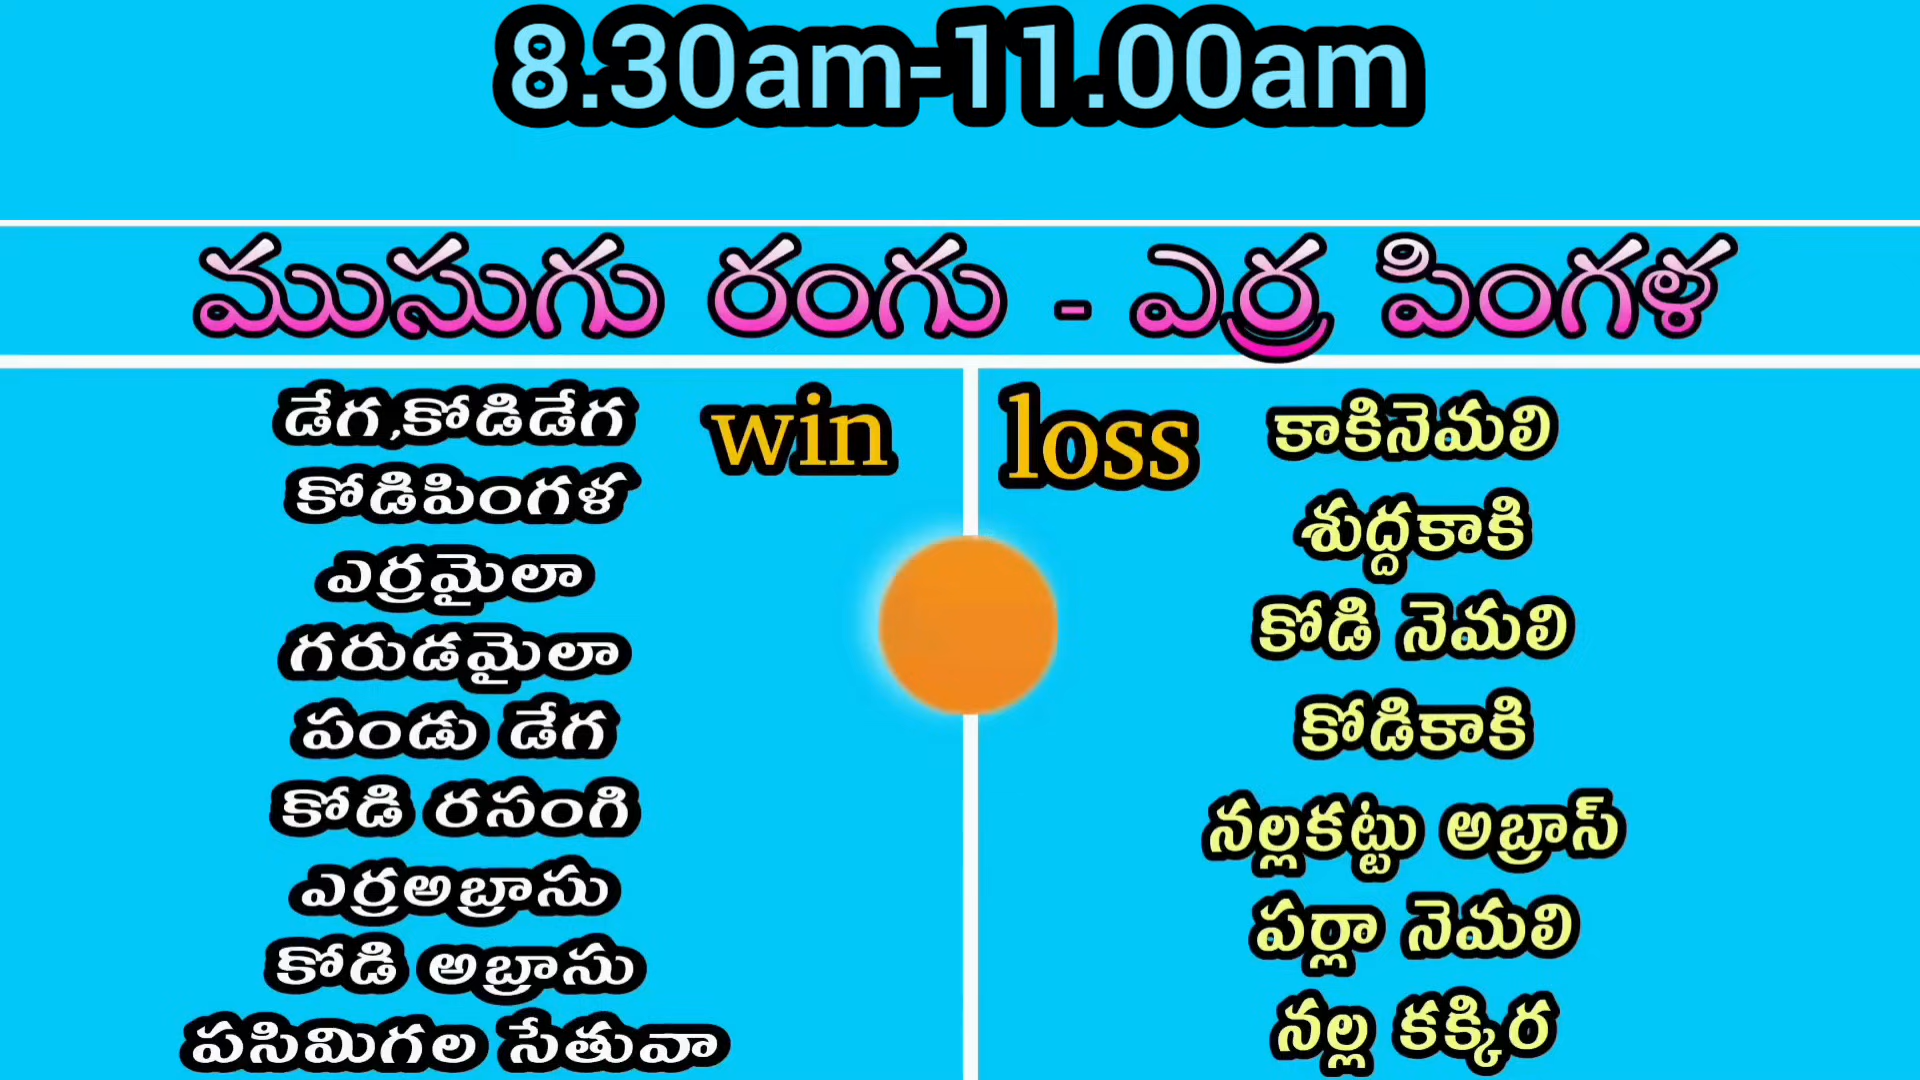 8.30am-11.00am
ముసుగు రంగు - ఎర్ర పింగళ
win
డేగ,కోడిడేగ
కోడిపింగళ
ఎర్రమైలా
గరుడమైలా
పండు డేగ
కోడి రసంగి
ఎర్రఅబ్రాసు
కోడి అబ్రాసు
పసిమిగల సేతువా
loss
కాకినెమలి
శుద్దకాకి
కోడి నెమలి
కోడికాకి
నల్లకట్టు అబ్రాస్
పర్లా నెమలి
నల్ల కక్కిర